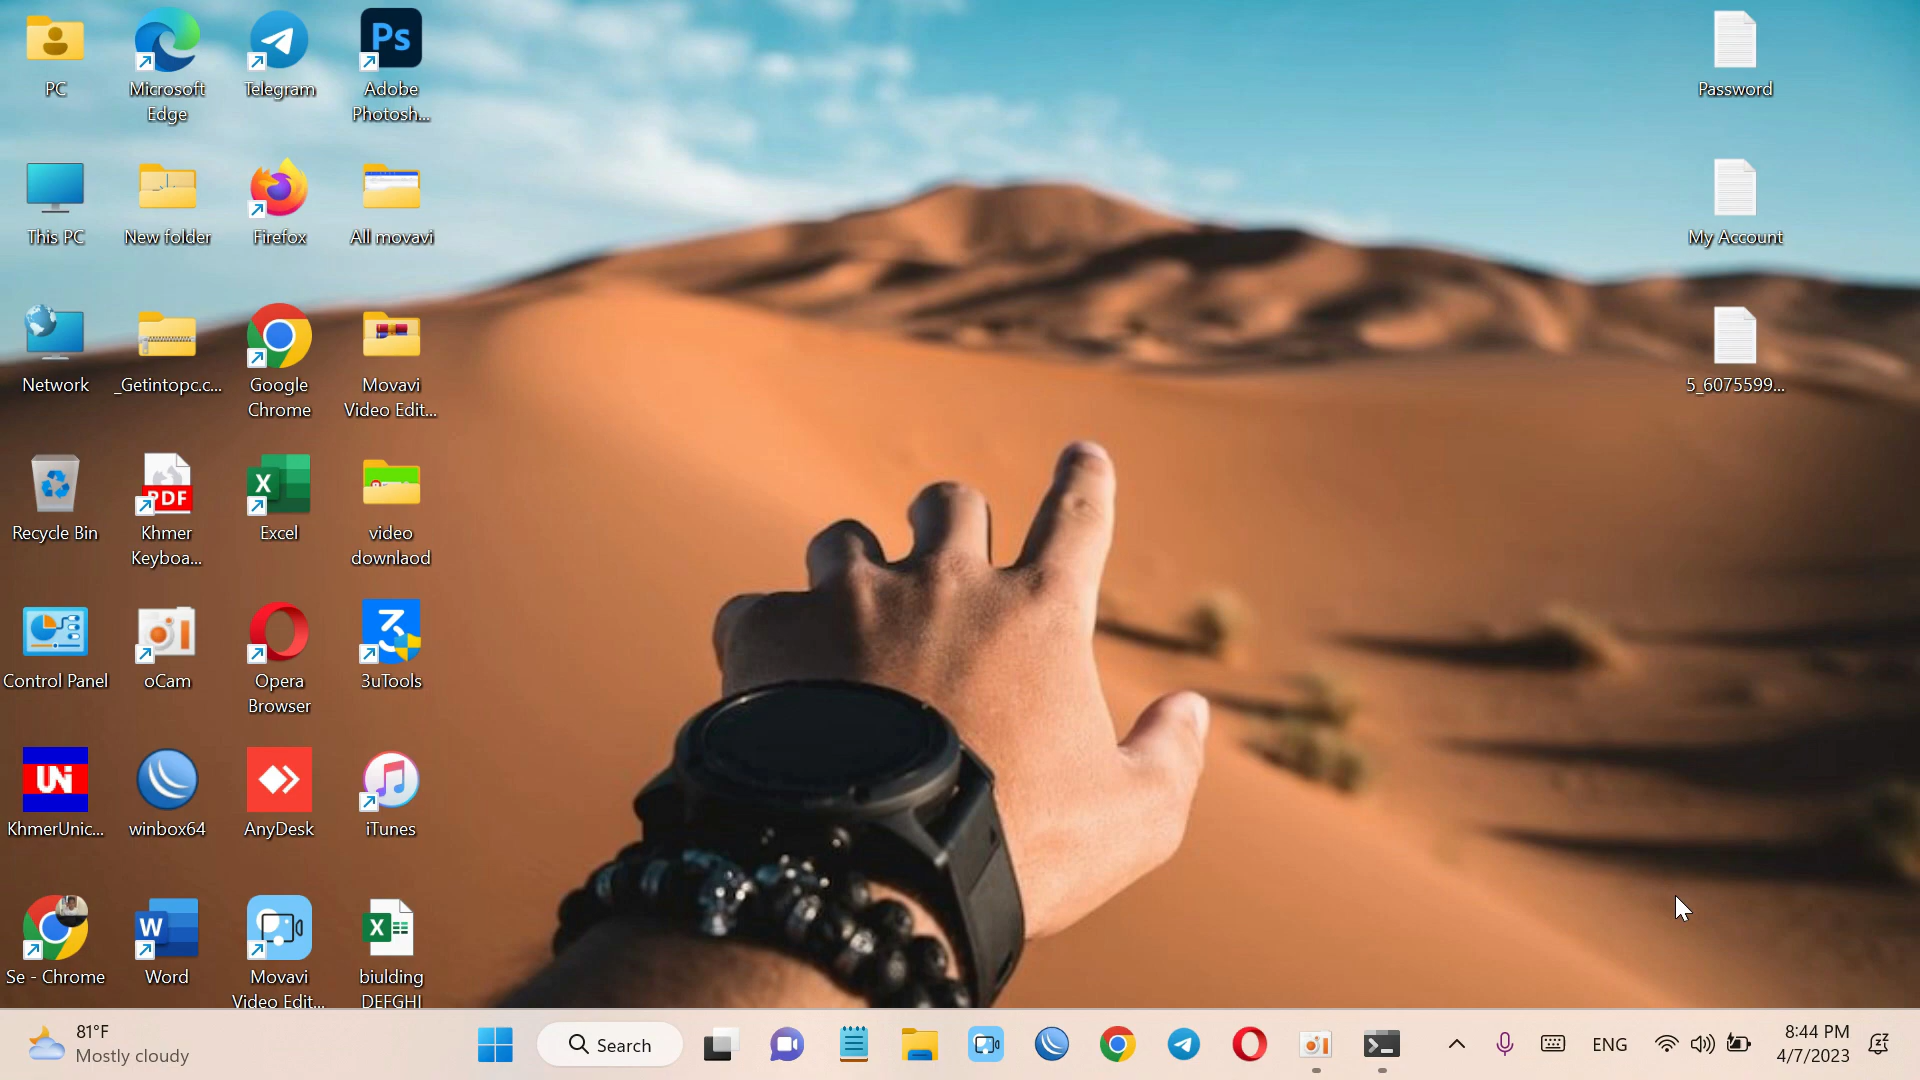 PC
Microsoft
Edge
Telegram
Ps
Adobe
Photosh...
Password
This PC
New folder
Firefox
All movavi
My Account
Network
_Getintopc.c...
Google
Chrome
Movavi
Video Edit...
5_6075599...
Recycle Bin
PDF
Khmer
Keyboa...
X
Excel
video
downlaod
Control Panel
oCam
Opera
Browser
3uTools
UNi
KhmerUnic...
winbox64
AnyDesk
iTunes
Se - Chrome
W
Word
Movavi
Video Edit...
X
biulding
DEFGHI
81°F
Mostly cloudy
Search
ENG
8:44 PM
4/7/2023